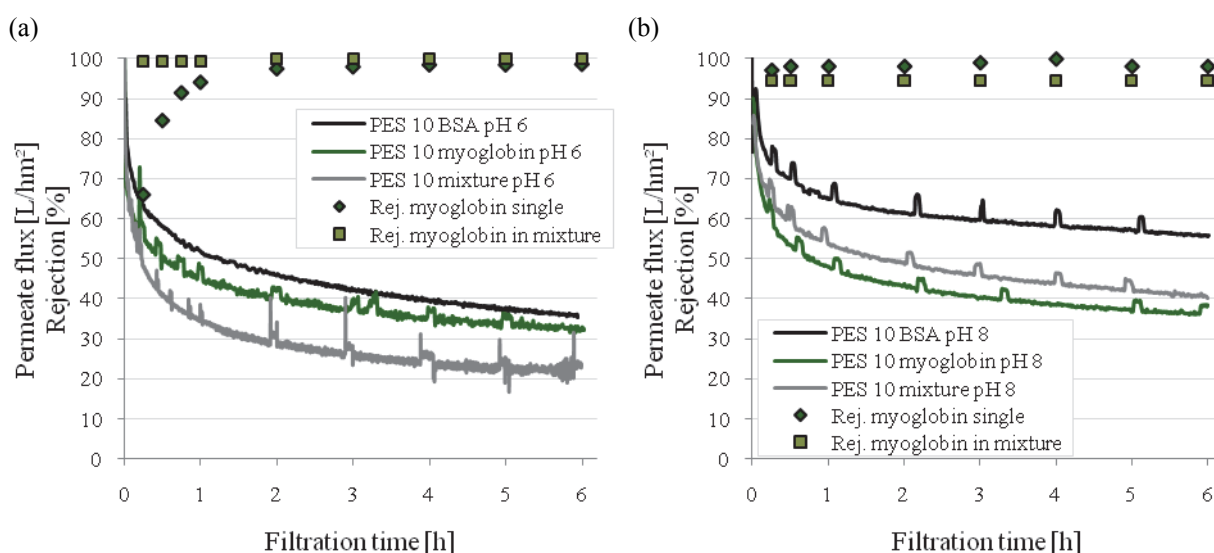 (a)
100
90
80
70
60
50
40
30
20
10
0
Permeate flux [L/hm²]
Rejection [%]
PES 10 BSA pH 6
PES 10 myoglobin pH 6
PES 10 mixture pH 6
Rej. myoglobin single
Rej. myoglobin in mixture
0 1 2 3 4 5 6
Filtration time [h]
(b)
100
90
80
70
60
50
40
30
20
10
0
Permeate flux [L/hm²]
Rejection [%]
PES 10 BSA pH 8
PES 10 myoglobin pH 8
PES 10 mixture pH 8
Rej. myoglobin single
Rej. myoglobin in mixture
0 1 2 3 4 5 6
Filtration time [h]